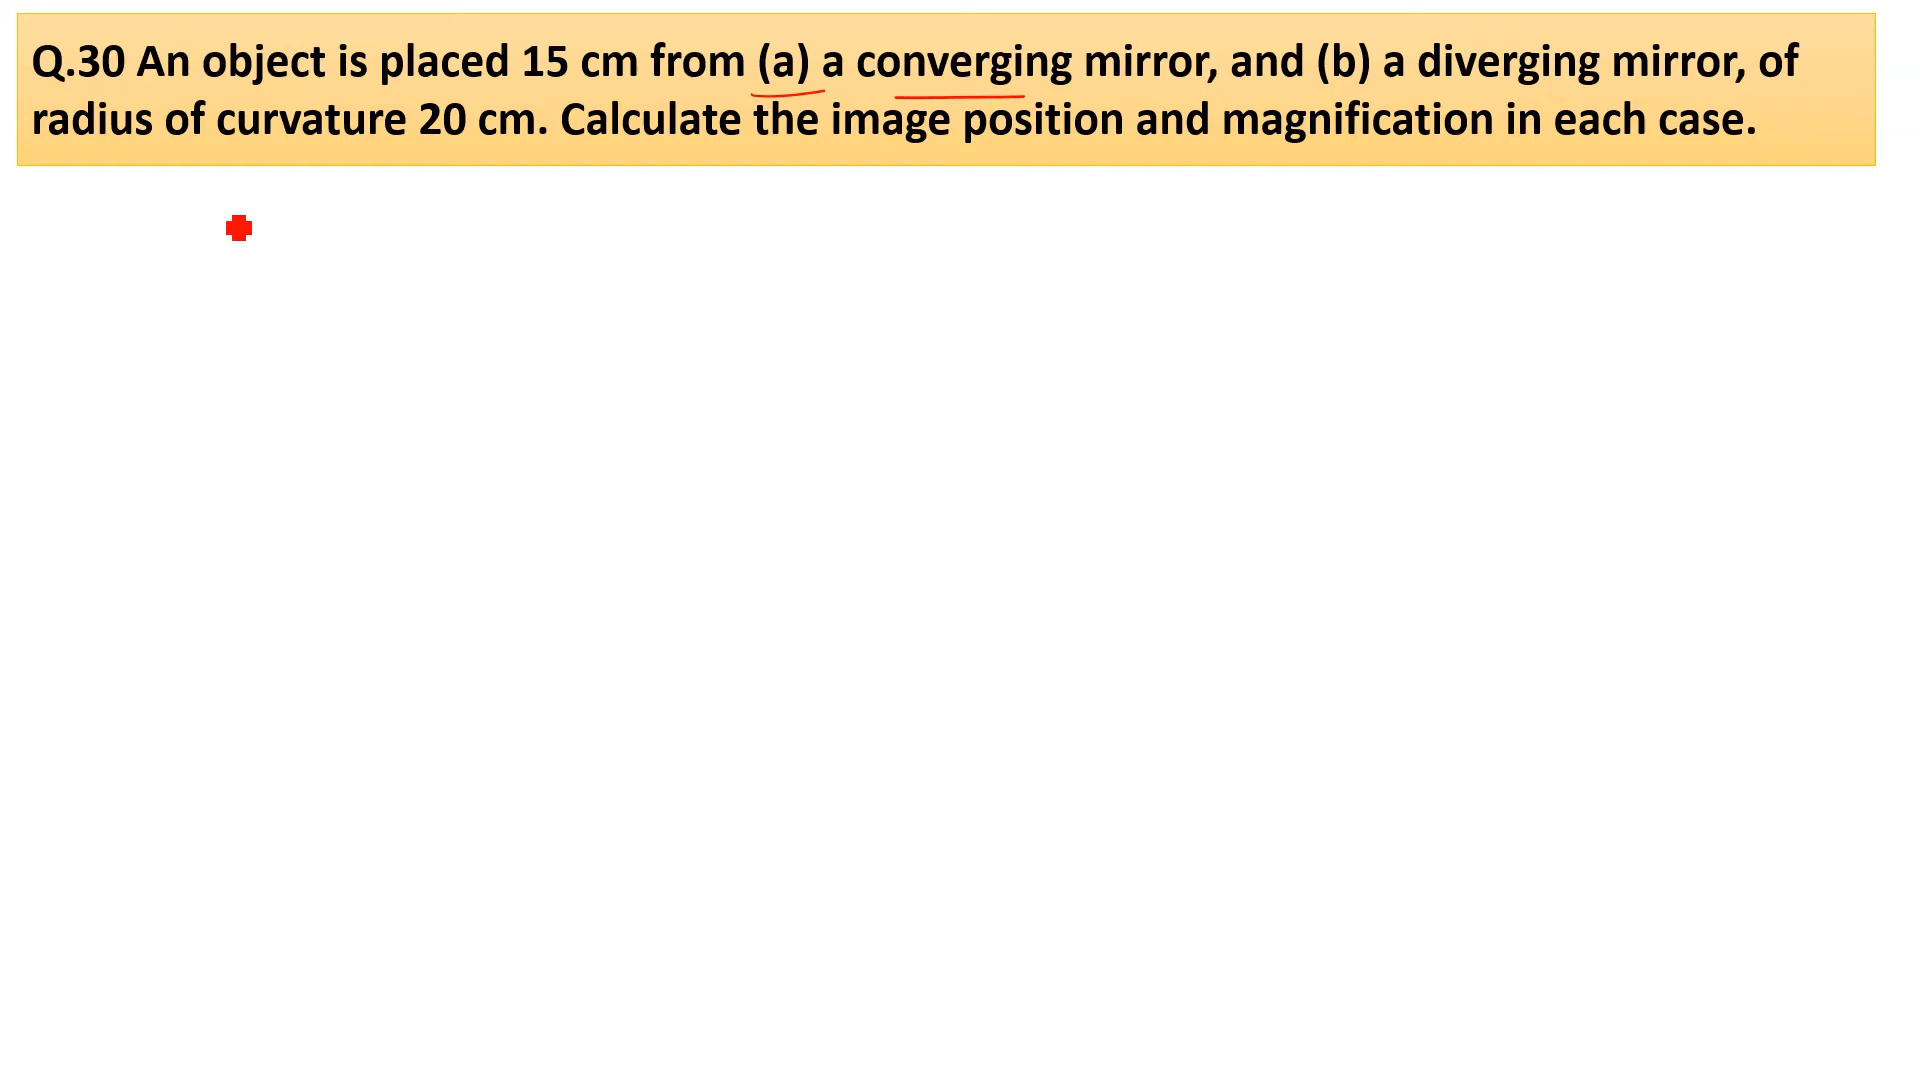 Q.30 An object is placed 15 cm from (a) a converging mirror, and (b) a diverging mirror, of
radius of curvature 20 cm. Calculate the image position and magnification in each case.